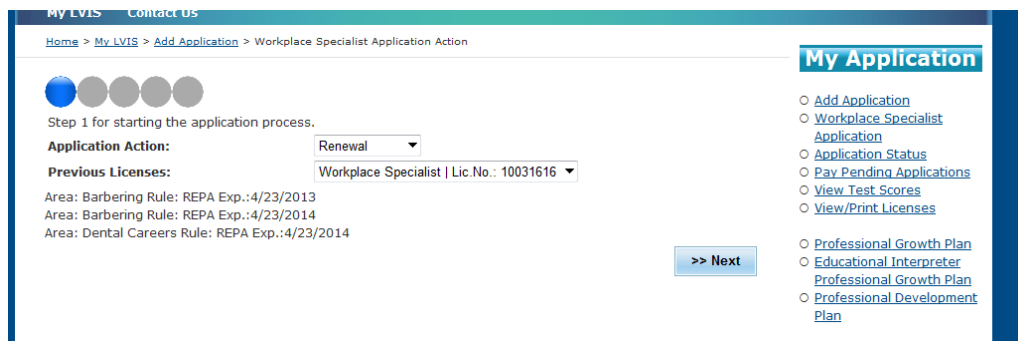 My LVIS Contact Us
Home > My LVIS > Add Application > Workplace Specialist Application Action
Step 1 for starting the application process.
Application Action: Renewal
Previous Licenses: Workplace Specialist | Lic.No.: 10031616
Area: Barbering Rule: REPA Exp.:4/23/2013
Area: Barbering Rule: REPA Exp.:4/23/2014
Area: Dental Careers Rule: REPA Exp.:4/23/2014
>> Next
My Application
Add Application
Workplace Specialist
Application
Application Status
Pay Pending Applications
View Test Scores
View/Print Licenses
Professional Growth Plan
Educational Interpreter
Professional Growth Plan
Professional Development
Plan